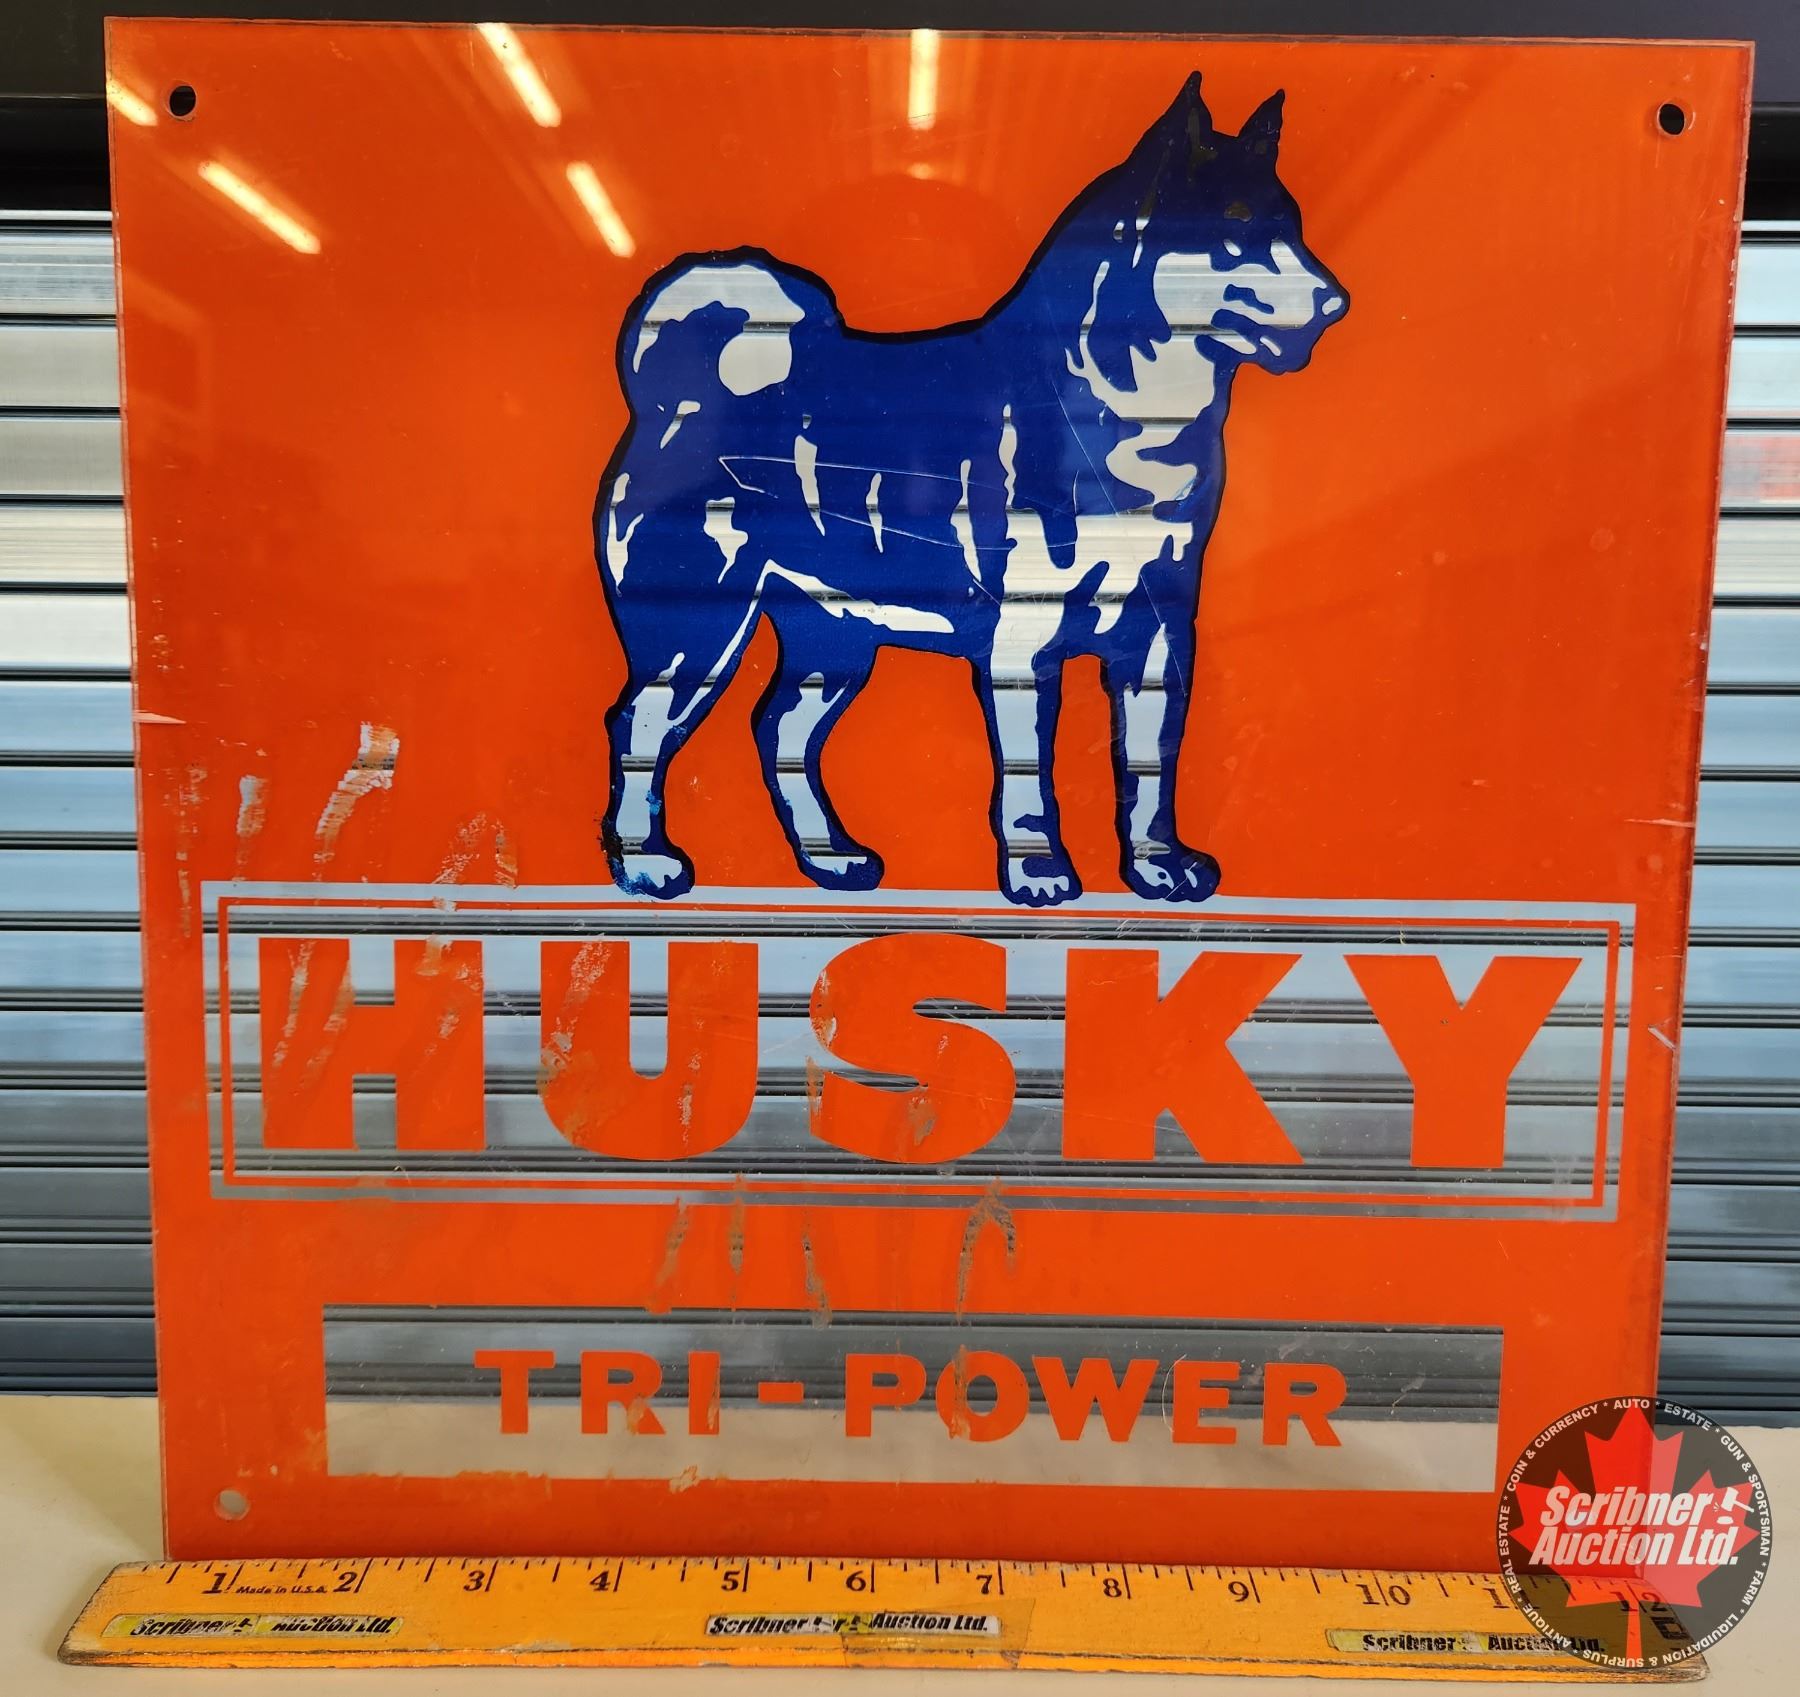 HUSKY
TRI-POWER
1 2 3 4 5 6 7 8 9 10 11 12
Made in U.S.A.
Scribner Auction Ltd.
Scribner Auction Ltd.
Scribner Auction Ltd.
REAL ESTATE * COIN & CURRENCY * AUTO * ESTATE * GUN & SPORTSMAN * FARM * LIQUIDATION & SURPLUS * ANTIQUE *
Scribner
Auction Ltd.